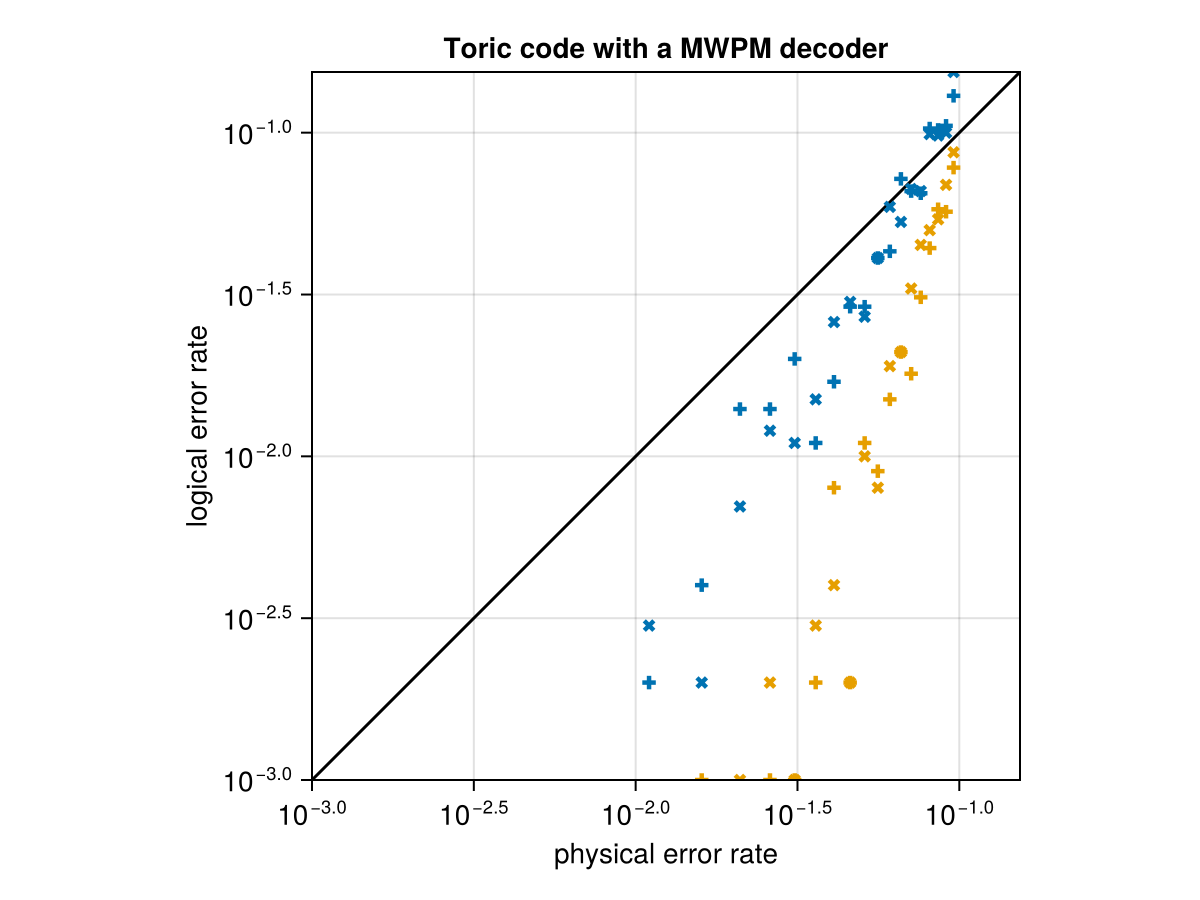 Toric code with a MWPM decoder
10⁻¹·⁰
10⁻¹·⁵
10⁻²·⁰
10⁻²·⁵
10⁻³·⁰
logical error rate
10⁻³·⁰ 10⁻²·⁵ 10⁻²·⁰ 10⁻¹·⁵ 10⁻¹·⁰
physical error rate